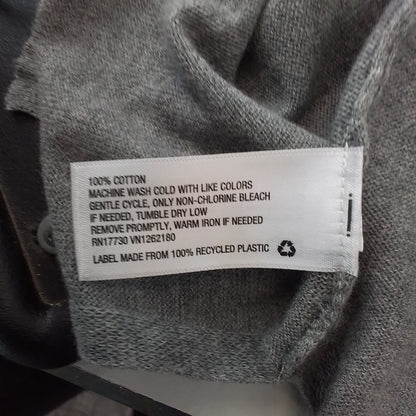 100% COTTON
MACHINE WASH COLD WITH LIKE COLORS
GENTLE CYCLE, ONLY NON-CHLORINE BLEACH
IF NEEDED, TUMBLE DRY LOW
REMOVE PROMPTLY, WARM IRON IF NEEDED
RN17730 VN1262180
LABEL MADE FROM 100% RECYCLED PLASTIC